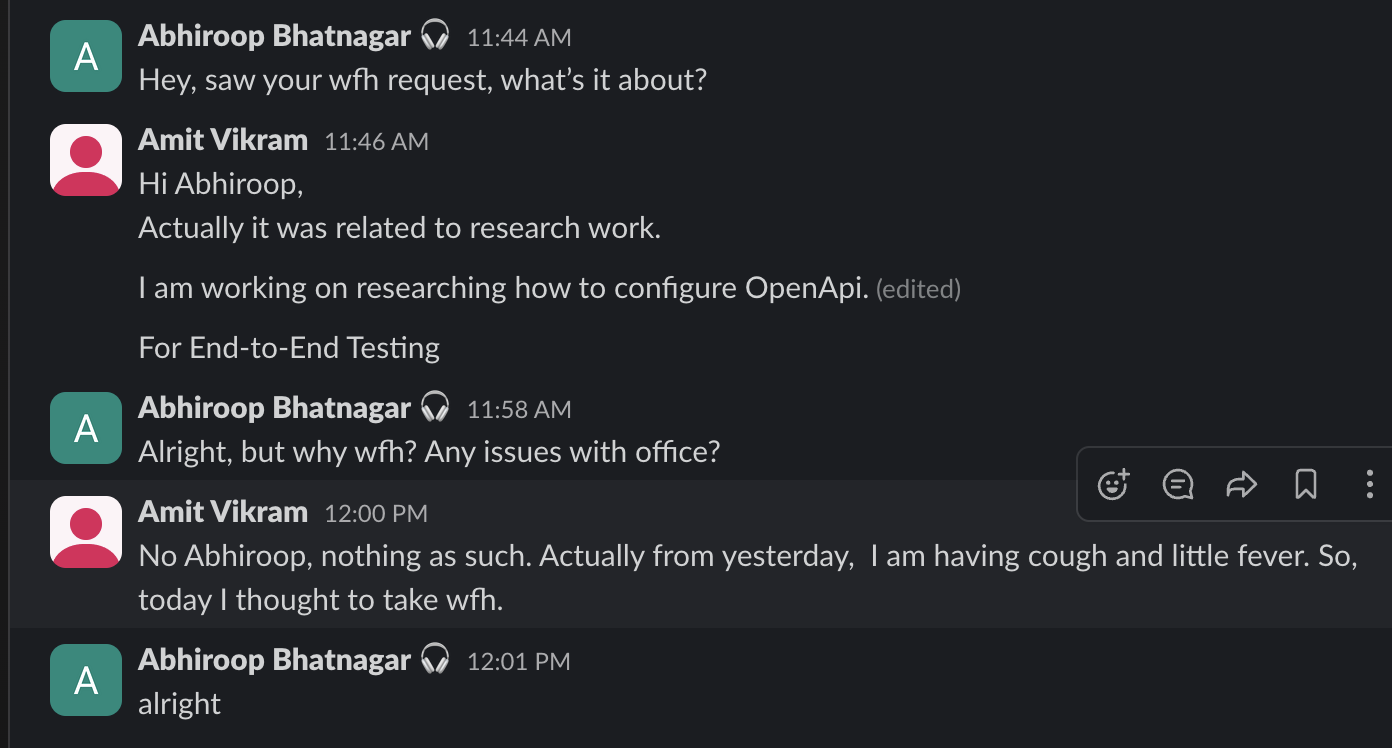 A
Abhiroop Bhatnagar 🎧 11:44 AM
Hey, saw your wfh request, what’s it about?
Amit Vikram 11:46 AM
Hi Abhiroop,
Actually it was related to research work.
I am working on researching how to configure OpenApi. (edited)
For End-to-End Testing
A
Abhiroop Bhatnagar 🎧 11:58 AM
Alright, but why wfh? Any issues with office?
Amit Vikram 12:00 PM
No Abhiroop, nothing as such. Actually from yesterday,  I am having cough and little fever. So,
today I thought to take wfh.
A
Abhiroop Bhatnagar 🎧 12:01 PM
alright